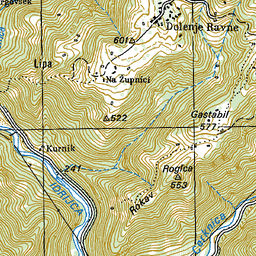 Dolenje Ravne
601
Lipa
Na Župnici
Gaštabil
577
522
Kurnik
241
Rogica
553
IDRIJCA
Rokav